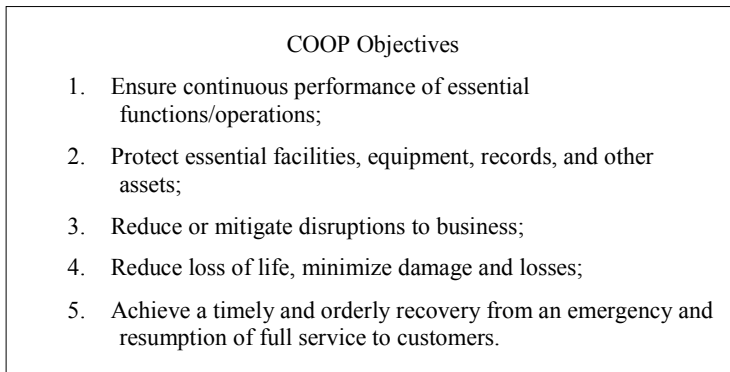 COOP Objectives
1. Ensure continuous performance of essential
functions/operations;
2. Protect essential facilities, equipment, records, and other
assets;
3. Reduce or mitigate disruptions to business;
4. Reduce loss of life, minimize damage and losses;
5. Achieve a timely and orderly recovery from an emergency and
resumption of full service to customers.